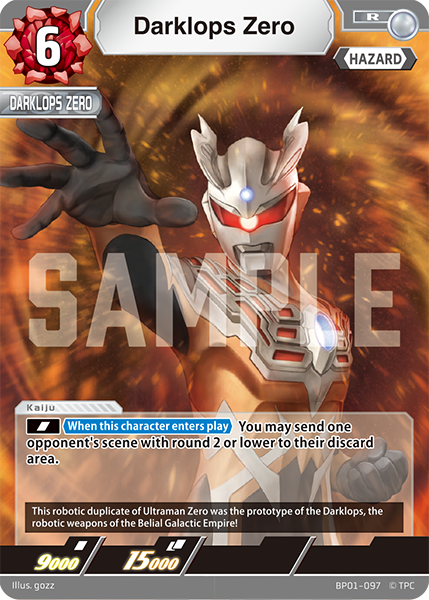 6
Darklops Zero
R
HAZARD
DARKLOPS ZERO
SAMPLE
Kaiju
When this character enters play You may send one
opponent's scene with round 2 or lower to their discard
area.
This robotic duplicate of Ultraman Zero was the prototype of the Darklops, the
robotic weapons of the Belial Galactic Empire!
9000
15000
Illus. gozz
BP01-097 © TPC